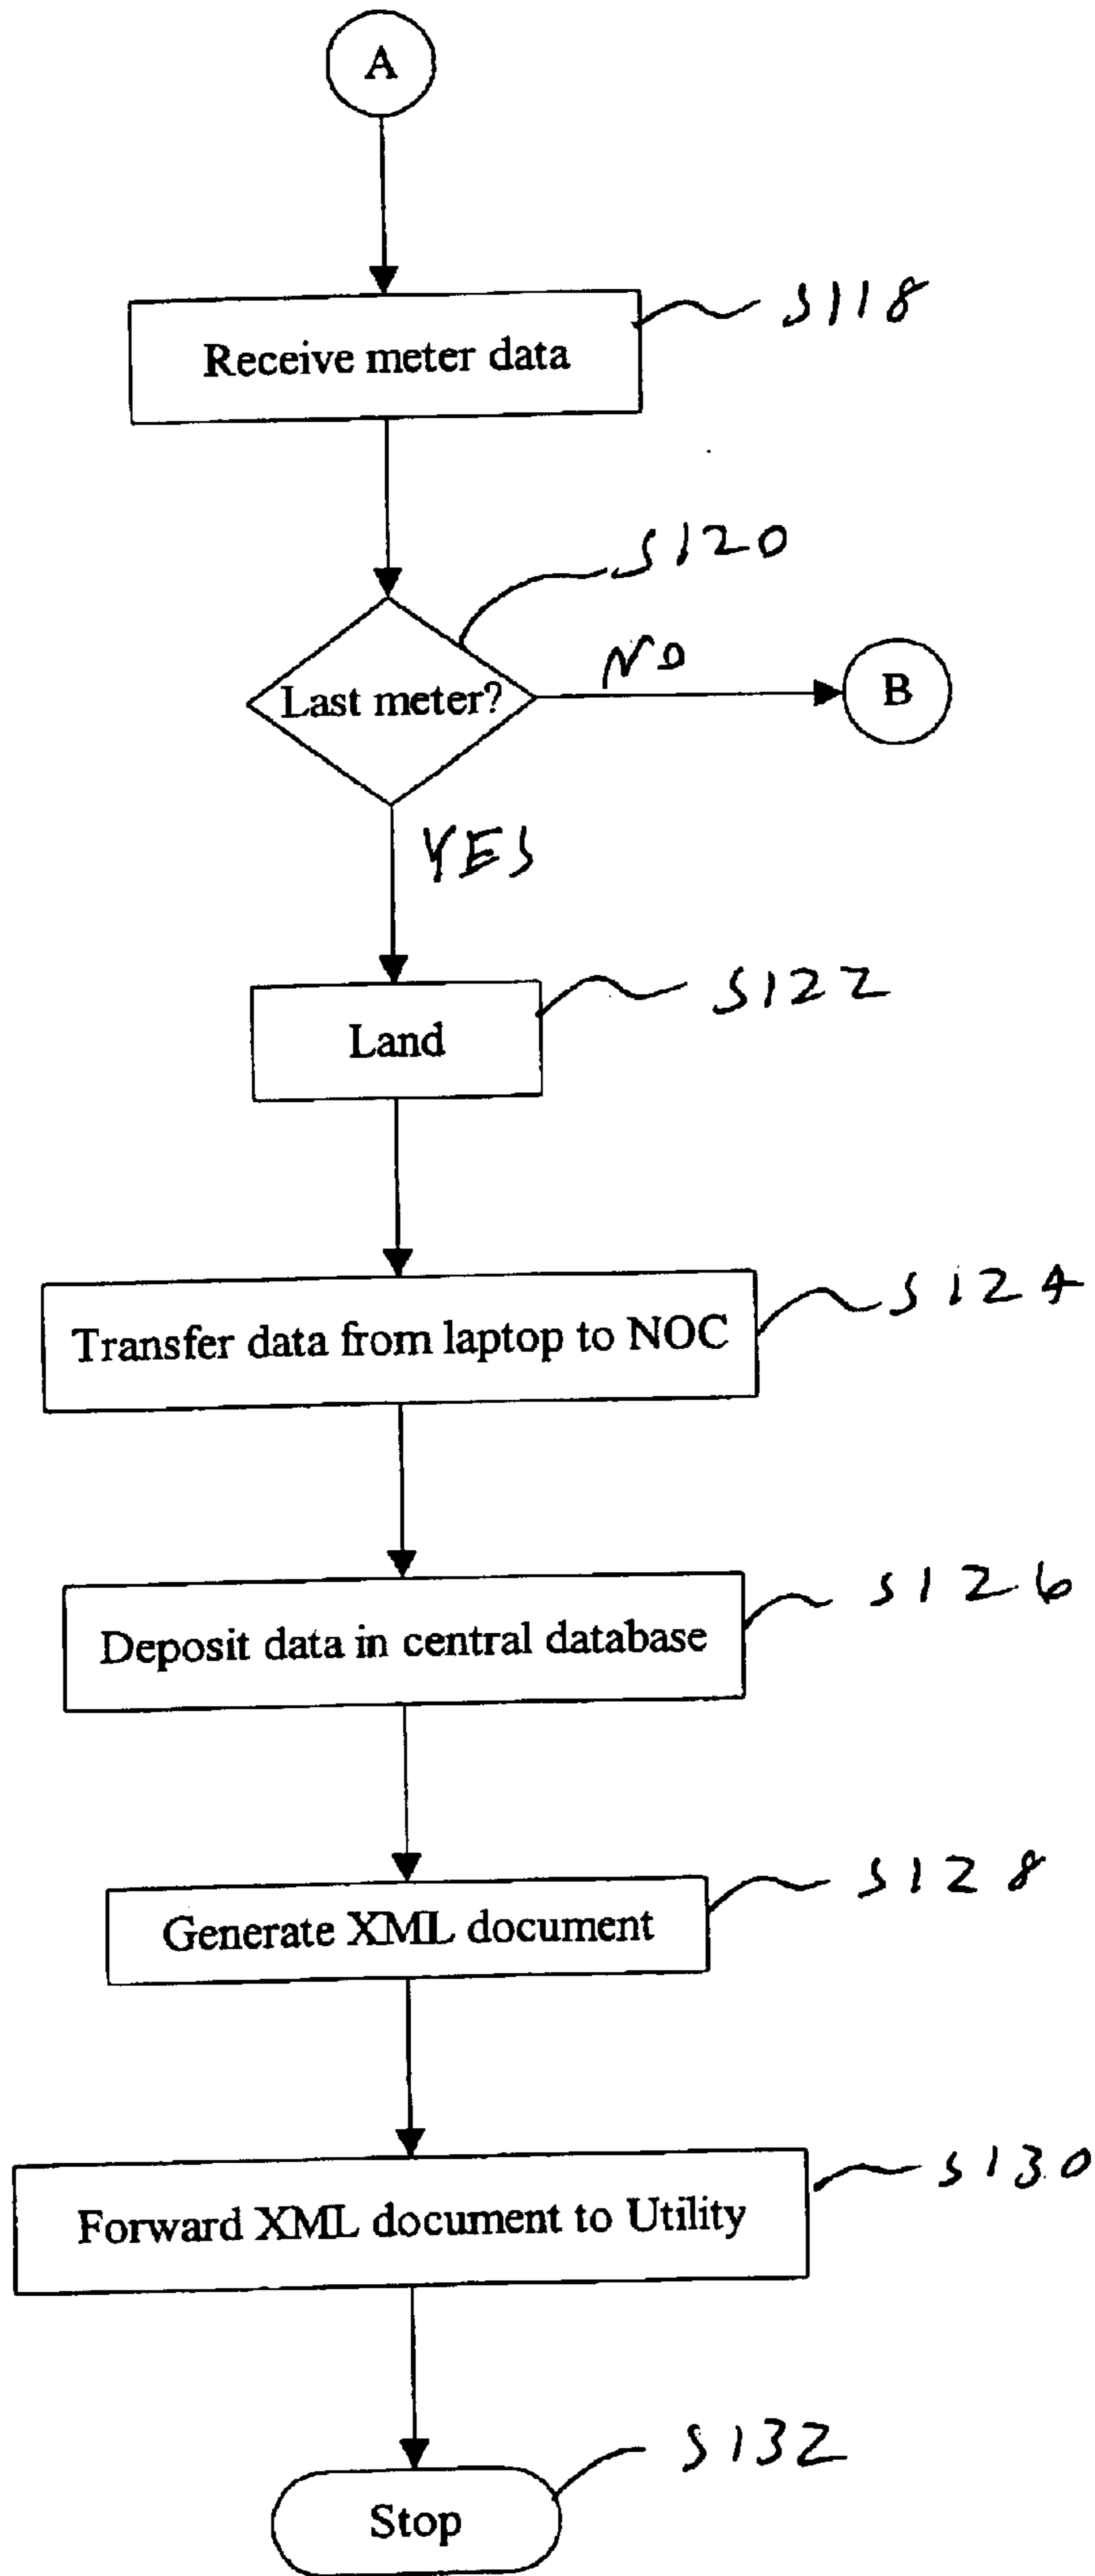 A
Receive meter data
S118
S120
Last meter?
NO
B
YES
Land
S122
Transfer data from laptop to NOC
S124
Deposit data in central database
S126
Generate XML document
S128
Forward XML document to Utility
S130
Stop
S132